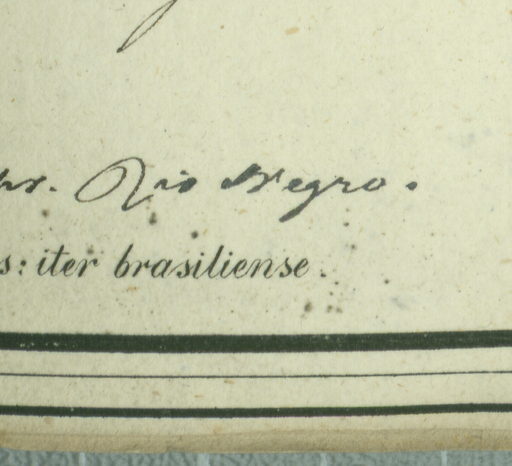 Rio Negro.
s: iter brasiliense.